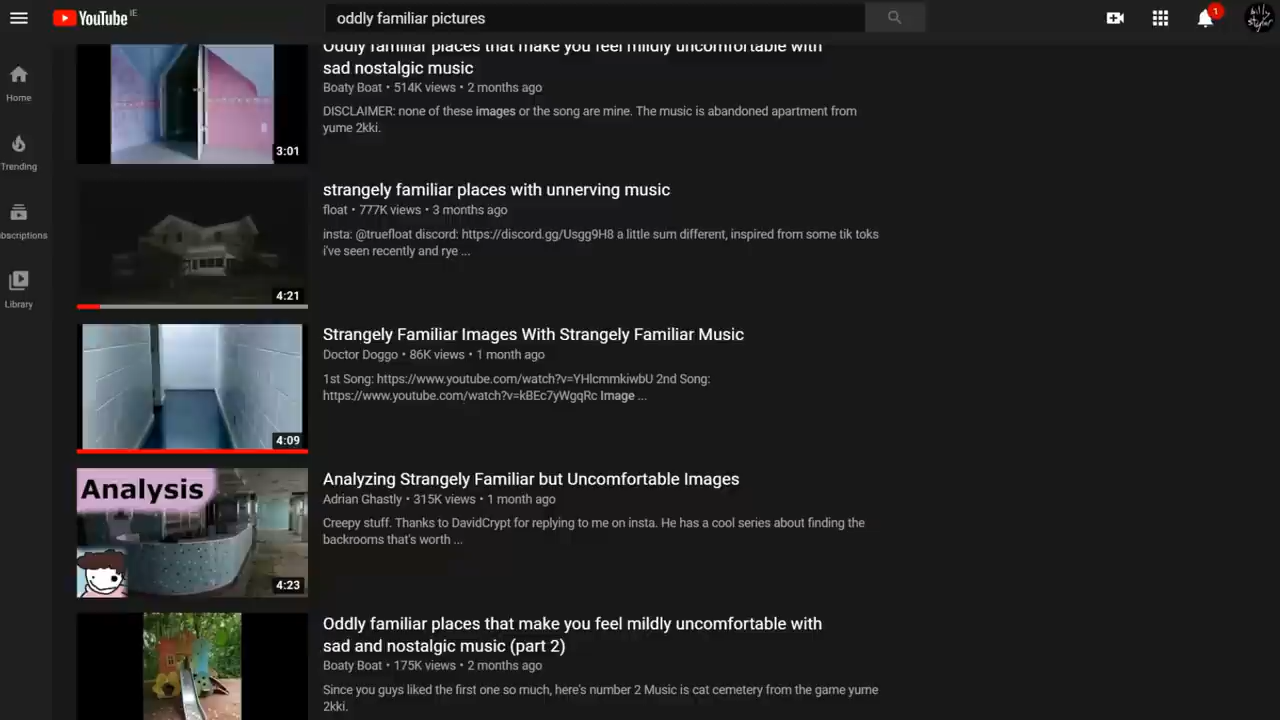 YouTube IE
oddly familiar pictures
1
billy
Home
Trending
bscriptions
Library
Oddly familiar places that make you feel mildly uncomfortable with
sad nostalgic music
Boaty Boat • 514K views • 2 months ago
DISCLAIMER: none of these images or the song are mine. The music is abandoned apartment from
yume 2kki.
3:01
strangely familiar places with unnerving music
float • 777K views • 3 months ago
insta: @truefloat discord: https://discord.gg/Usgg9H8 a little sum different, inspired from some tik toks
i've seen recently and rye ...
4:21
Strangely Familiar Images With Strangely Familiar Music
Doctor Doggo • 86K views • 1 month ago
1st Song: https://www.youtube.com/watch?v=YHlcmmkiwbU 2nd Song:
https://www.youtube.com/watch?v=kBEc7yWgqRc Image ...
4:09
Analysis
Analyzing Strangely Familiar but Uncomfortable Images
Adrian Ghastly • 315K views • 1 month ago
Creepy stuff. Thanks to DavidCrypt for replying to me on insta. He has a cool series about finding the
backrooms that's worth ...
4:23
Oddly familiar places that make you feel mildly uncomfortable with
sad and nostalgic music (part 2)
Boaty Boat • 175K views • 2 months ago
Since you guys liked the first one so much, here's number 2 Music is cat cemetery from the game yume
2kki.